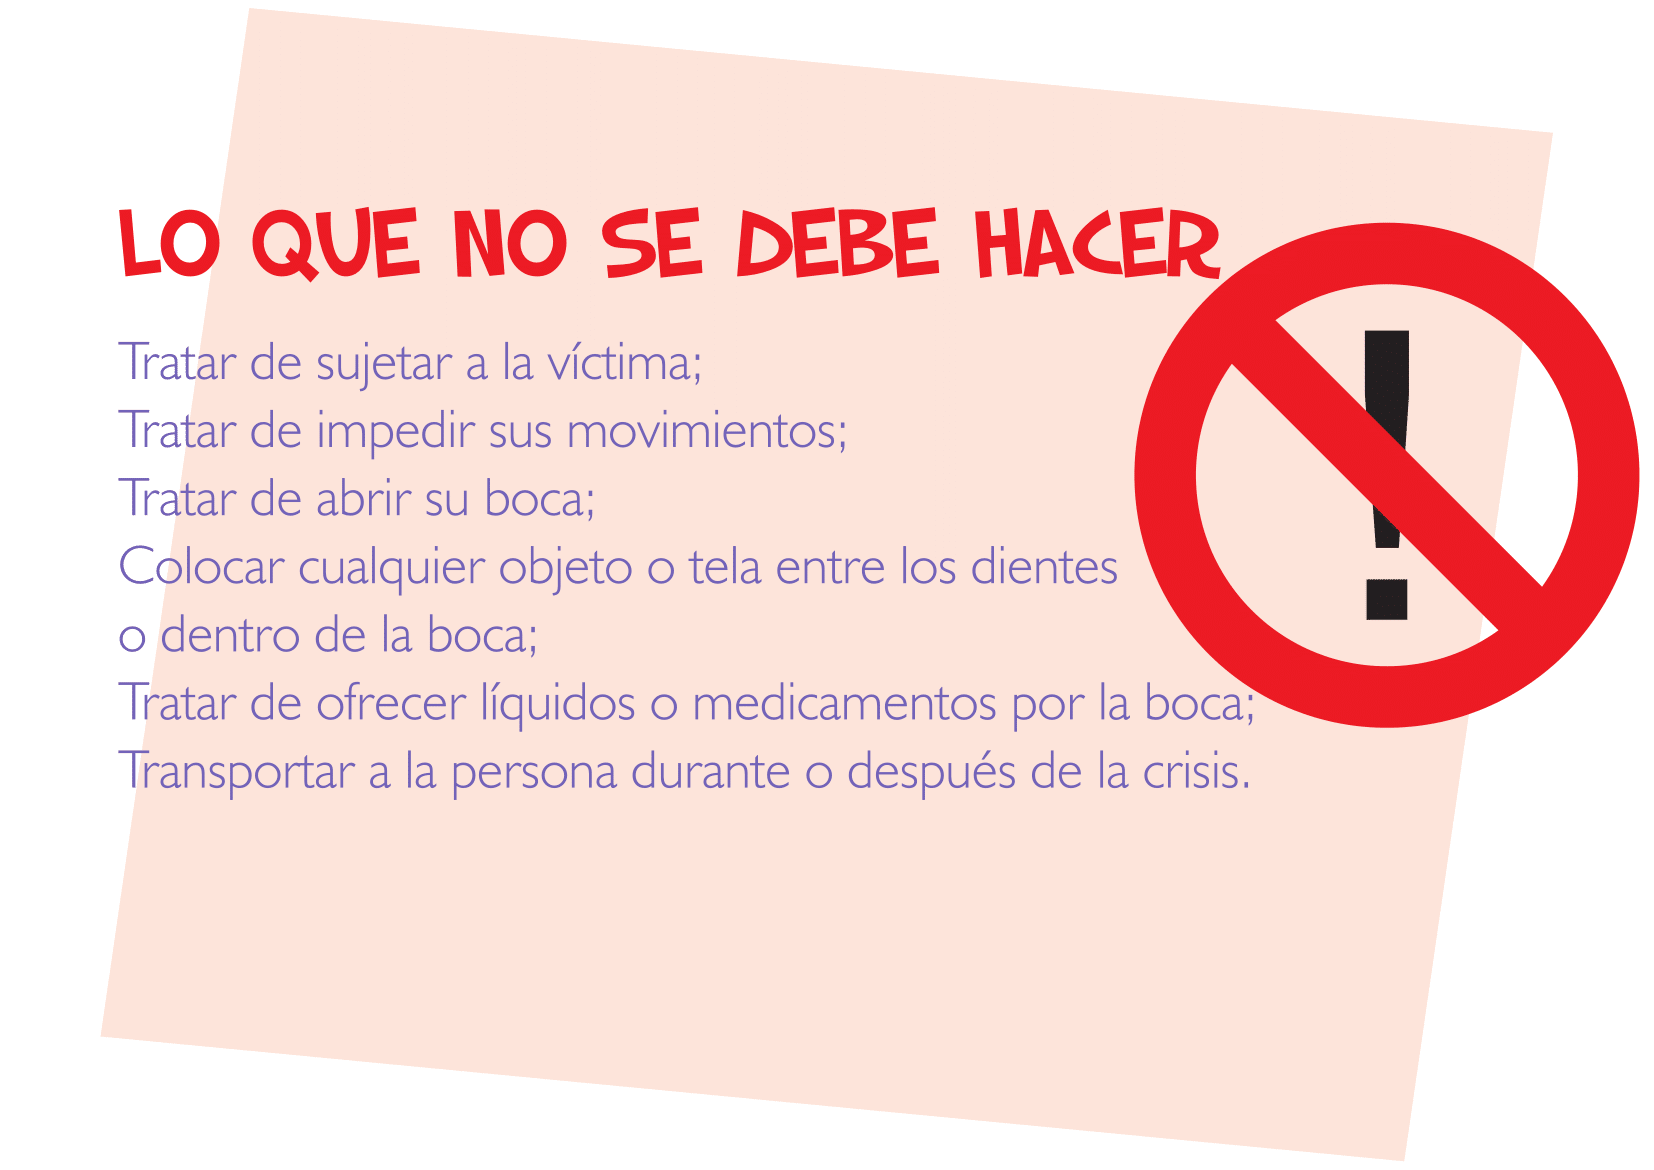 LO QUE NO SE DEBE HACER
Tratar de sujetar a la víctima;
Tratar de impedir sus movimientos;
Tratar de abrir su boca;
Colocar cualquier objeto o tela entre los dientes
o dentro de la boca;
Tratar de ofrecer líquidos o medicamentos por la boca;
Transportar a la persona durante o después de la crisis.
!